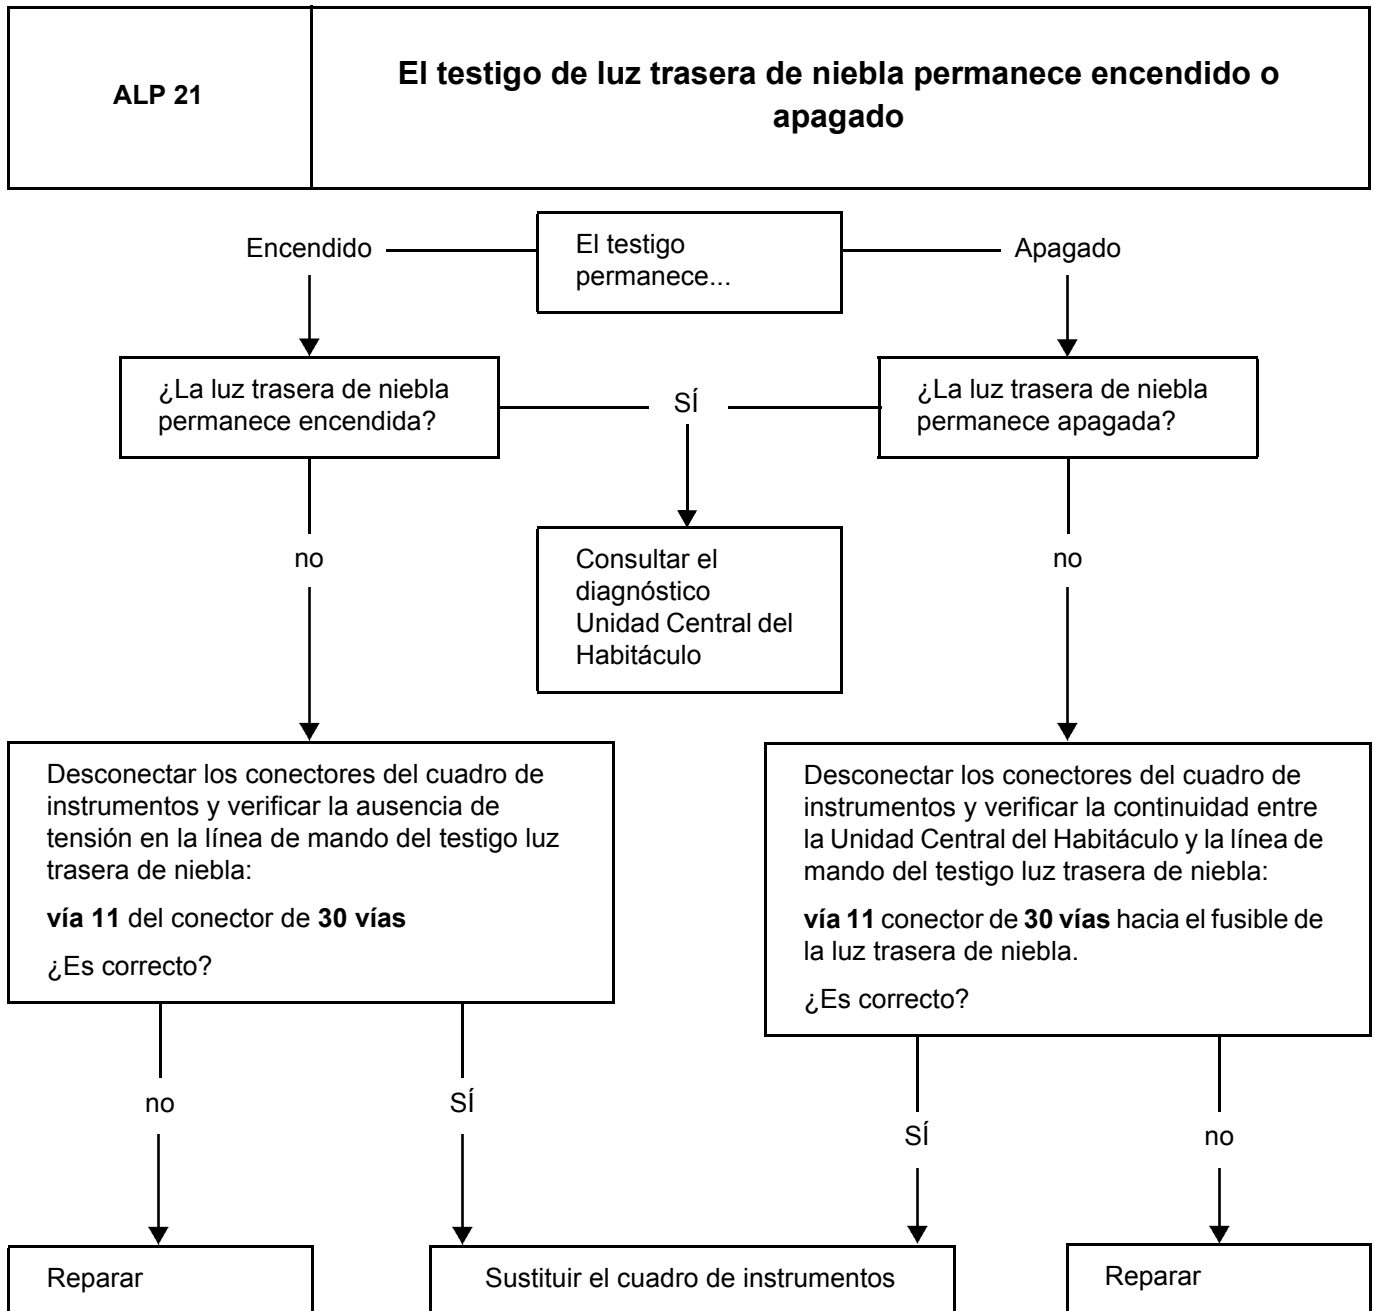 ALP 21
El testigo de luz trasera de niebla permanece encendido o
apagado
Encendido
El testigo
permanece...
Apagado
¿La luz trasera de niebla
permanece encendida?
SÍ
¿La luz trasera de niebla
permanece apagada?
no
Consultar el
diagnóstico
Unidad Central del
Habitáculo
no
Desconectar los conectores del cuadro de
instrumentos y verificar la ausencia de
tensión en la línea de mando del testigo luz
trasera de niebla:
vía 11 del conector de 30 vías
¿Es correcto?
Desconectar los conectores del cuadro de
instrumentos y verificar la continuidad entre
la Unidad Central del Habitáculo y la línea de
mando del testigo luz trasera de niebla:
vía 11 conector de 30 vías hacia el fusible de
la luz trasera de niebla.
¿Es correcto?
no
SÍ
SÍ
no
Reparar
Sustituir el cuadro de instrumentos
Reparar